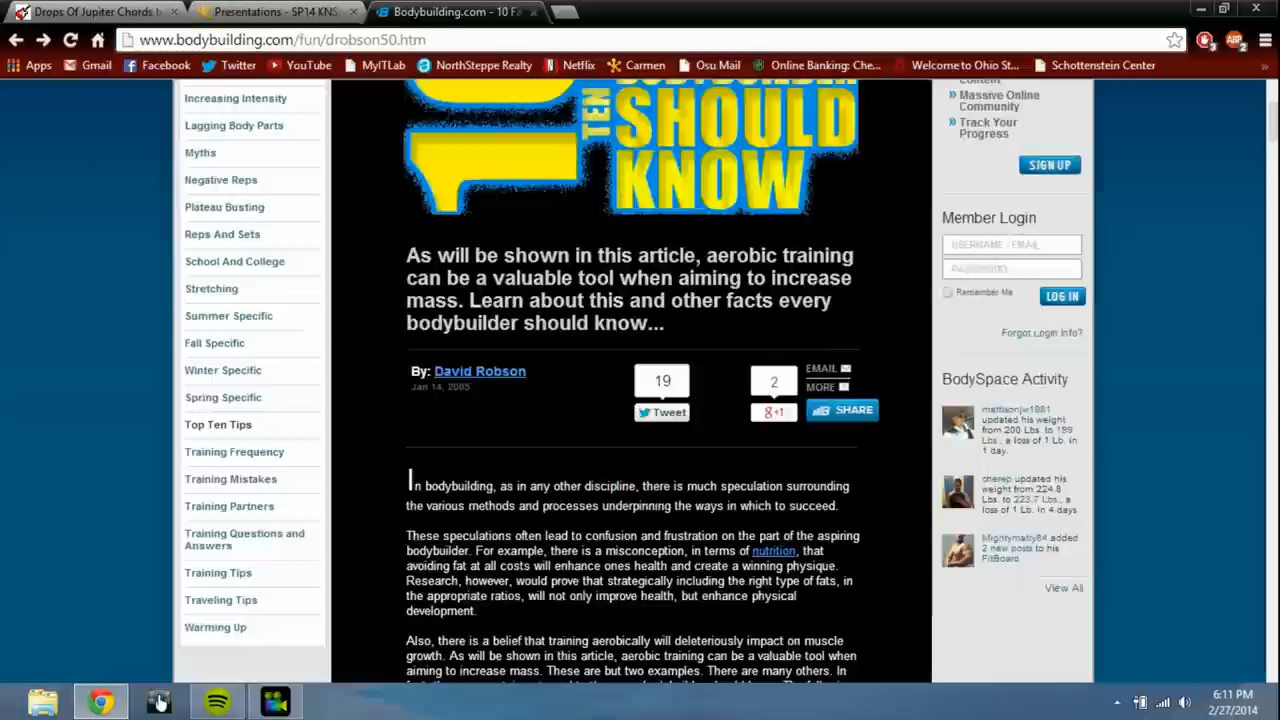 Drops Of Jupiter Chords b
Presentations - SP14 KNS
Bodybuilding.com - 10 Fa
www.bodybuilding.com/fun/drobson50.htm
Apps
Gmail
Facebook
Twitter
YouTube
MyITLab
NorthSteppe Realty
Netflix
Carmen
Osu Mail
Online Banking: Che...
Welcome to Ohio St...
Schottenstein Center
Increasing Intensity
Lagging Body Parts
Myths
Negative Reps
Plateau Busting
Reps And Sets
School And College
Stretching
Summer Specific
Fall Specific
Winter Specific
Spring Specific
Top Ten Tips
Training Frequency
Training Mistakes
Training Partners
Training Questions and
Answers
Training Tips
Traveling Tips
Warming Up
TEN
SHOULD
KNOW
As will be shown in this article, aerobic training
can be a valuable tool when aiming to increase
mass. Learn about this and other facts every
bodybuilder should know...
By: David Robson
Jan 14, 2005
19
Tweet
2
g+1
EMAIL
MORE
SHARE
In bodybuilding, as in any other discipline, there is much speculation surrounding
the various methods and processes underpinning the ways in which to succeed.
These speculations often lead to confusion and frustration on the part of the aspiring
bodybuilder. For example, there is a misconception, in terms of nutrition, that
avoiding fat at all costs will enhance ones health and create a winning physique.
Research, however, would prove that strategically including the right type of fats, in
the appropriate ratios, will not only improve health, but enhance physical
development.
Also, there is a belief that training aerobically will deleteriously impact on muscle
growth. As will be shown in this article, aerobic training can be a valuable tool when
aiming to increase mass. These are but two examples. There are many others. In
Content
Massive Online
Community
Track Your
Progress
SIGN UP
Member Login
USERNAME / EMAIL
PASSWORD
Remember Me
LOG IN
Forgot Login Info?
BodySpace Activity
mattisonjw1981
updated his weight
from 200 Lbs. to 199
Lbs., a loss of 1 Lb. in
1 day.
cherep updated his
weight from 224.8
Lbs. to 223.7 Lbs., a
loss of 1 Lb. in 4 days
Mightymatty84 added
2 new posts to his
FitBoard
View All
6:11 PM
2/27/2014